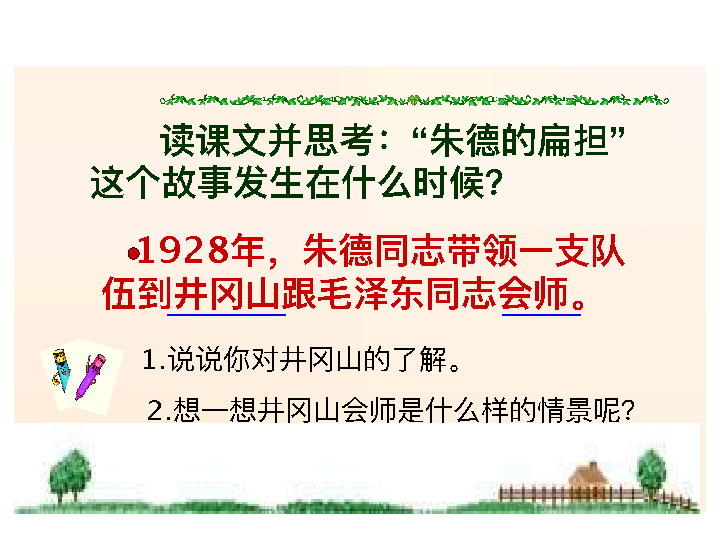 读课文并思考：“朱德的扁担”
这个故事发生在什么时候？
•1928年，朱德同志带领一支队
伍到井冈山跟毛泽东同志会师。
1.说说你对井冈山的了解。
2.想一想井冈山会师是什么样的情景呢？